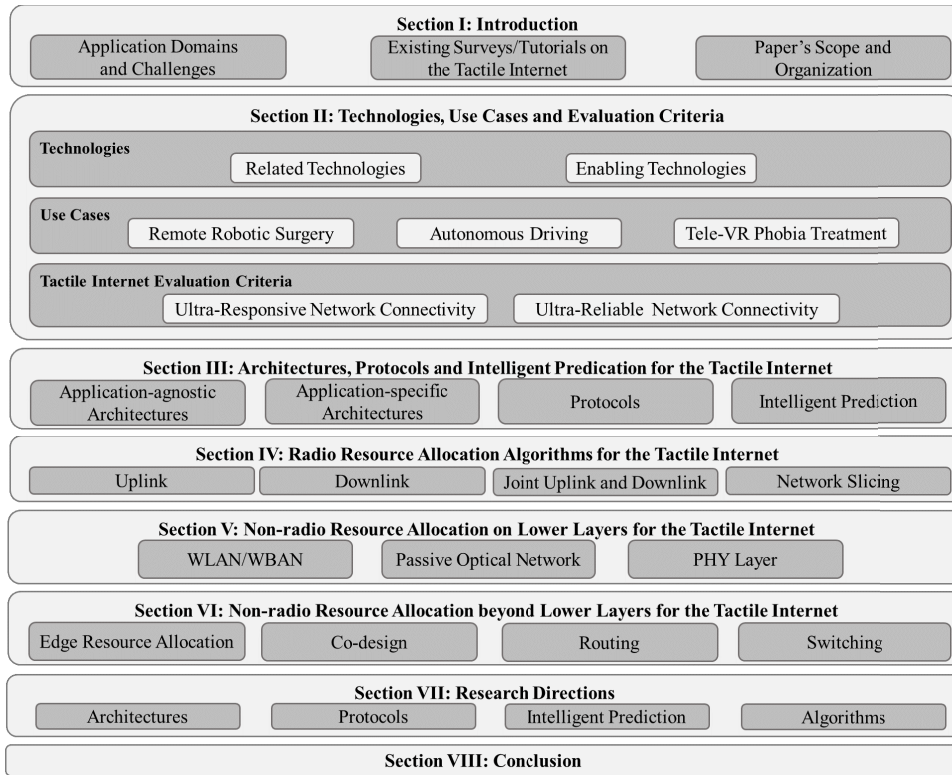 Section I: Introduction
Application Domains
and Challenges
Existing Surveys/Tutorials on
the Tactile Internet
Paper's Scope and
Organization
Section II: Technologies, Use Cases and Evaluation Criteria
Technologies
Related Technologies
Enabling Technologies
Use Cases
Remote Robotic Surgery
Autonomous Driving
Tele-VR Phobia Treatment
Tactile Internet Evaluation Criteria
Ultra-Responsive Network Connectivity
Ultra-Reliable Network Connectivity
Section III: Architectures, Protocols and Intelligent Predication for the Tactile Internet
Application-agnostic
Architectures
Application-specific
Architectures
Protocols
Intelligent Prediction
Section IV: Radio Resource Allocation Algorithms for the Tactile Internet
Uplink
Downlink
Joint Uplink and Downlink
Network Slicing
Section V: Non-radio Resource Allocation on Lower Layers for the Tactile Internet
WLAN/WBAN
Passive Optical Network
PHY Layer
Section VI: Non-radio Resource Allocation beyond Lower Layers for the Tactile Internet
Edge Resource Allocation
Co-design
Routing
Switching
Section VII: Research Directions
Architectures
Protocols
Intelligent Prediction
Algorithms
Section VIII: Conclusion